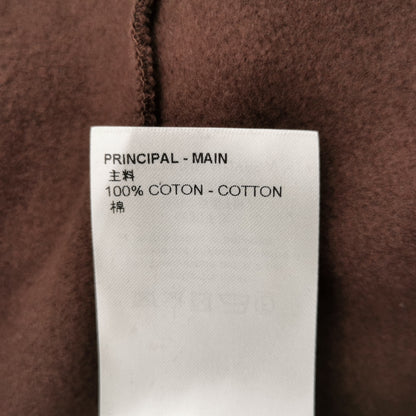 PRINCIPAL - MAIN
主料
100% COTON - COTTON
棉